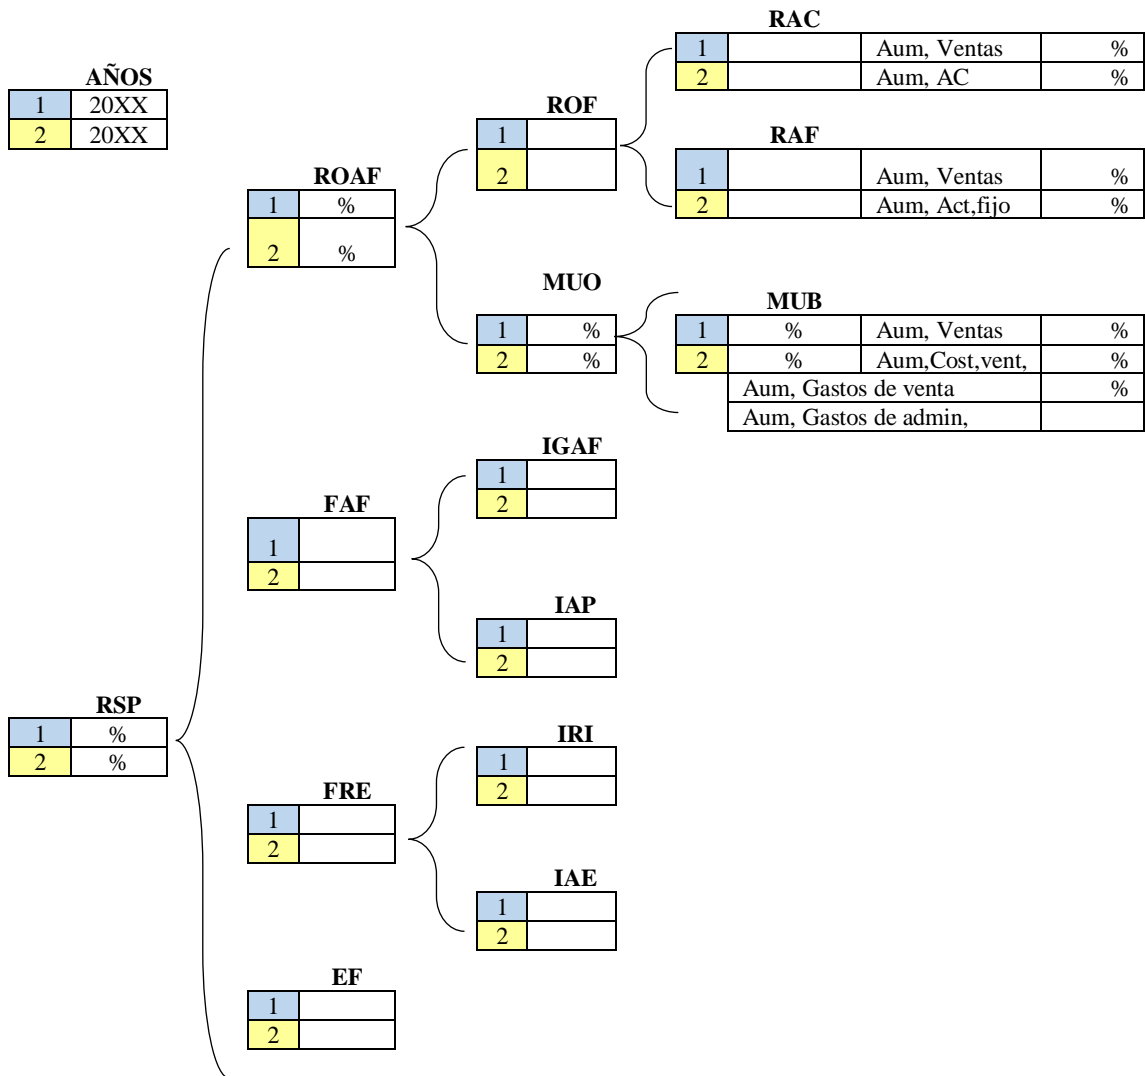 RAC
1 Aum, Ventas %
2 Aum, AC %
AÑOS
1 20XX
2 20XX
ROF
1
2
RAF
1 Aum, Ventas %
2 Aum, Act,fijo %
ROAF
1 %
2 %
MUO
1 %
2 %
MUB
1 % Aum, Ventas %
2 % Aum,Cost,vent, %
Aum, Gastos de venta %
Aum, Gastos de admin,
IGAF
1
2
FAF
1
2
IAP
1
2
RSP
1 %
2 %
IRI
1
2
FRE
1
2
IAE
1
2
EF
1
2